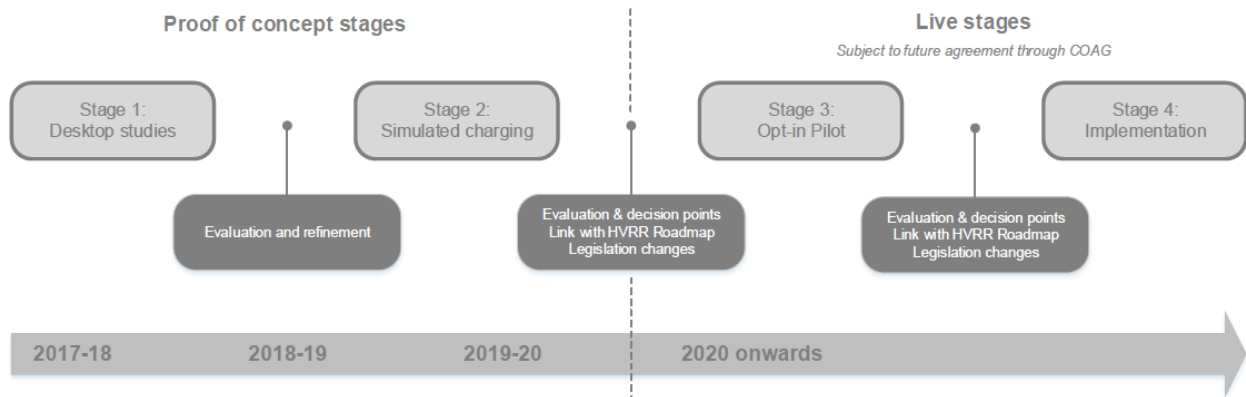 Proof of concept stages
Live stages
Subject to future agreement through COAG
Stage 1:
Desktop studies
Stage 2:
Simulated charging
Stage 3:
Opt-in Pilot
Stage 4:
Implementation
Evaluation and refinement
Evaluation & decision points
Link with HVRR Roadmap
Legislation changes
Evaluation & decision points
Link with HVRR Roadmap
Legislation changes
2017-18
2018-19
2019-20
2020 onwards